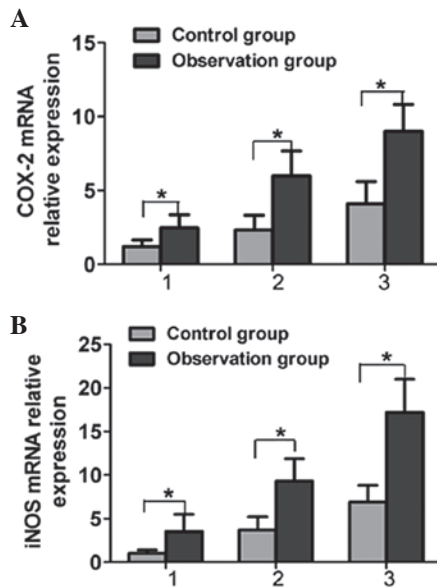 A
COX-2 mRNA
relative expression
15
10
5
0
Control group
Observation group
*
*
*
1
2
3
B
iNOS mRNA relative
expression
25
20
15
10
5
0
Control group
Observation group
*
*
*
1
2
3